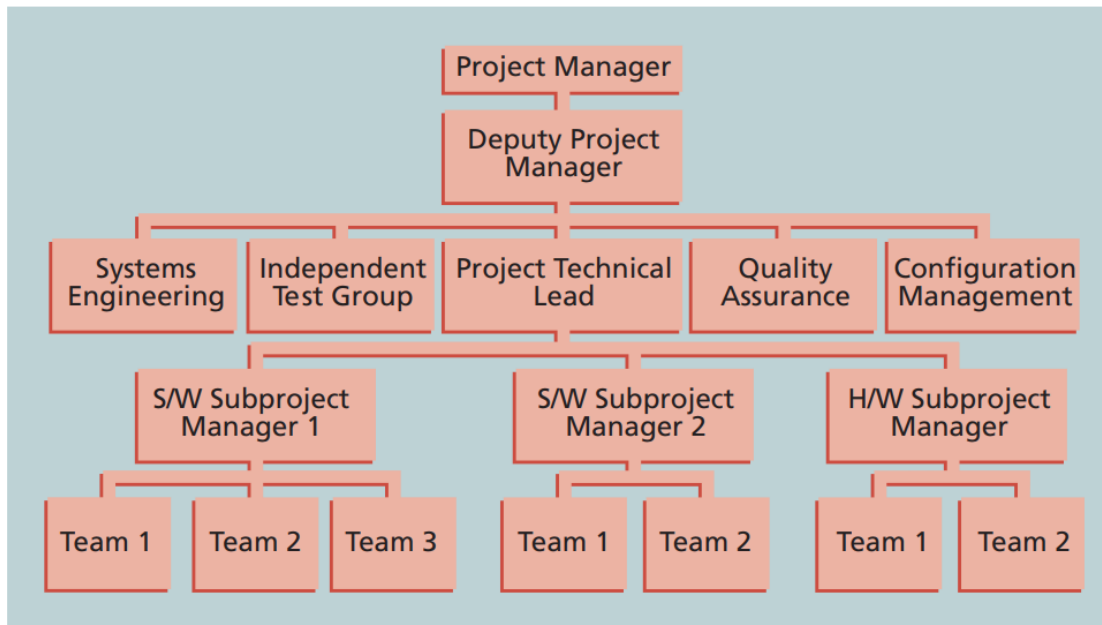 Project Manager
Deputy Project
Manager
Systems
Engineering
Independent
Test Group
Project Technical
Lead
Quality
Assurance
Configuration
Management
S/W Subproject
Manager 1
S/W Subproject
Manager 2
H/W Subproject
Manager
Team 1
Team 2
Team 3
Team 1
Team 2
Team 1
Team 2